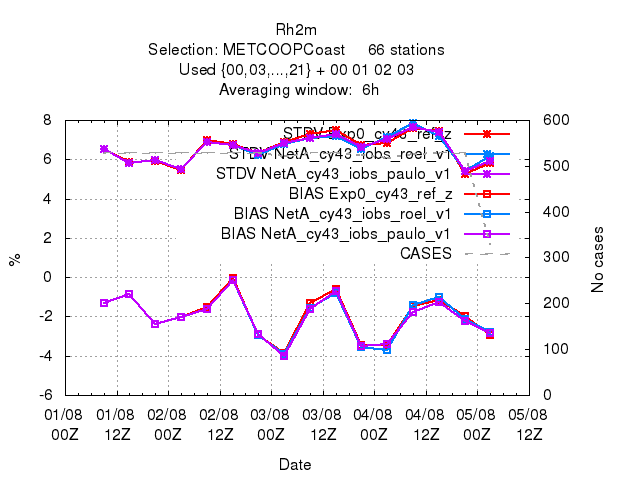 Rh2m
Selection: METCOOPCoast 66 stations
Used {00,03,...,21} + 00 01 02 03
Averaging window: 6h
8
6
4
2
0
-2
-4
-6
%
600
500
400
300
200
100
0
No cases
STDV Exp0_cy43_ref_z
STDV NetA_cy43_iobs_roel_v1
STDV NetA_cy43_iobs_paulo_v1
BIAS Exp0_cy43_ref_z
BIAS NetA_cy43_iobs_roel_v1
BIAS NetA_cy43_iobs_paulo_v1
CASES
01/08 01/08 02/08 02/08 03/08 03/08 04/08 04/08 05/08 05/08
00Z 12Z 00Z 12Z 00Z 12Z 00Z 12Z 00Z 12Z
Date